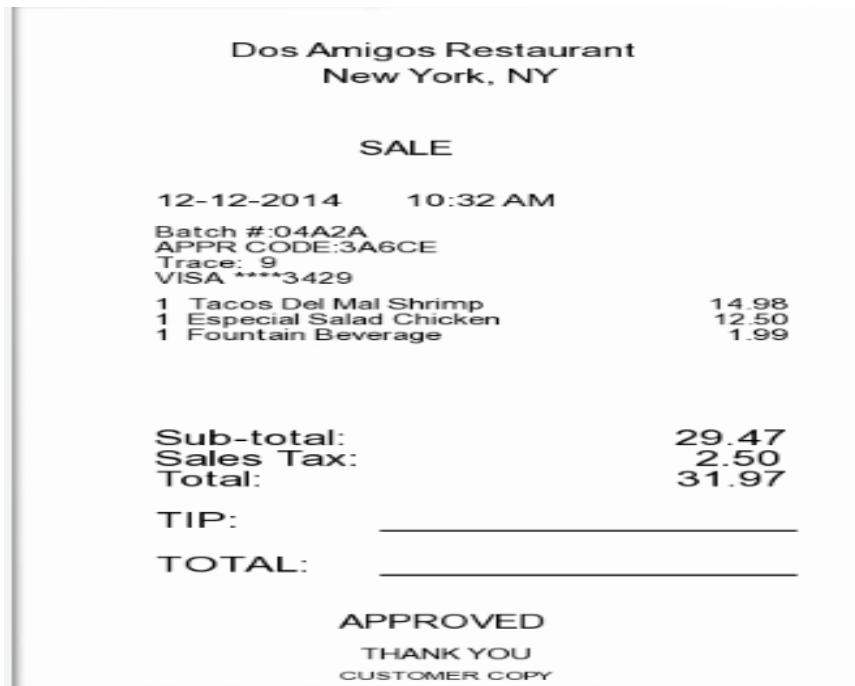 Dos Amigos Restaurant
New York, NY
SALE
12-12-2014 10:32 AM
Batch #:04A2A
APPR CODE:3A6CE
Trace: 9
VISA ****3429
1 Tacos Del Mal Shrimp 14.98
1 Especial Salad Chicken 12.50
1 Fountain Beverage 1.99
Sub-total: 29.47
Sales Tax: 2.50
Total: 31.97
TIP:
TOTAL:
APPROVED
THANK YOU
CUSTOMER COPY